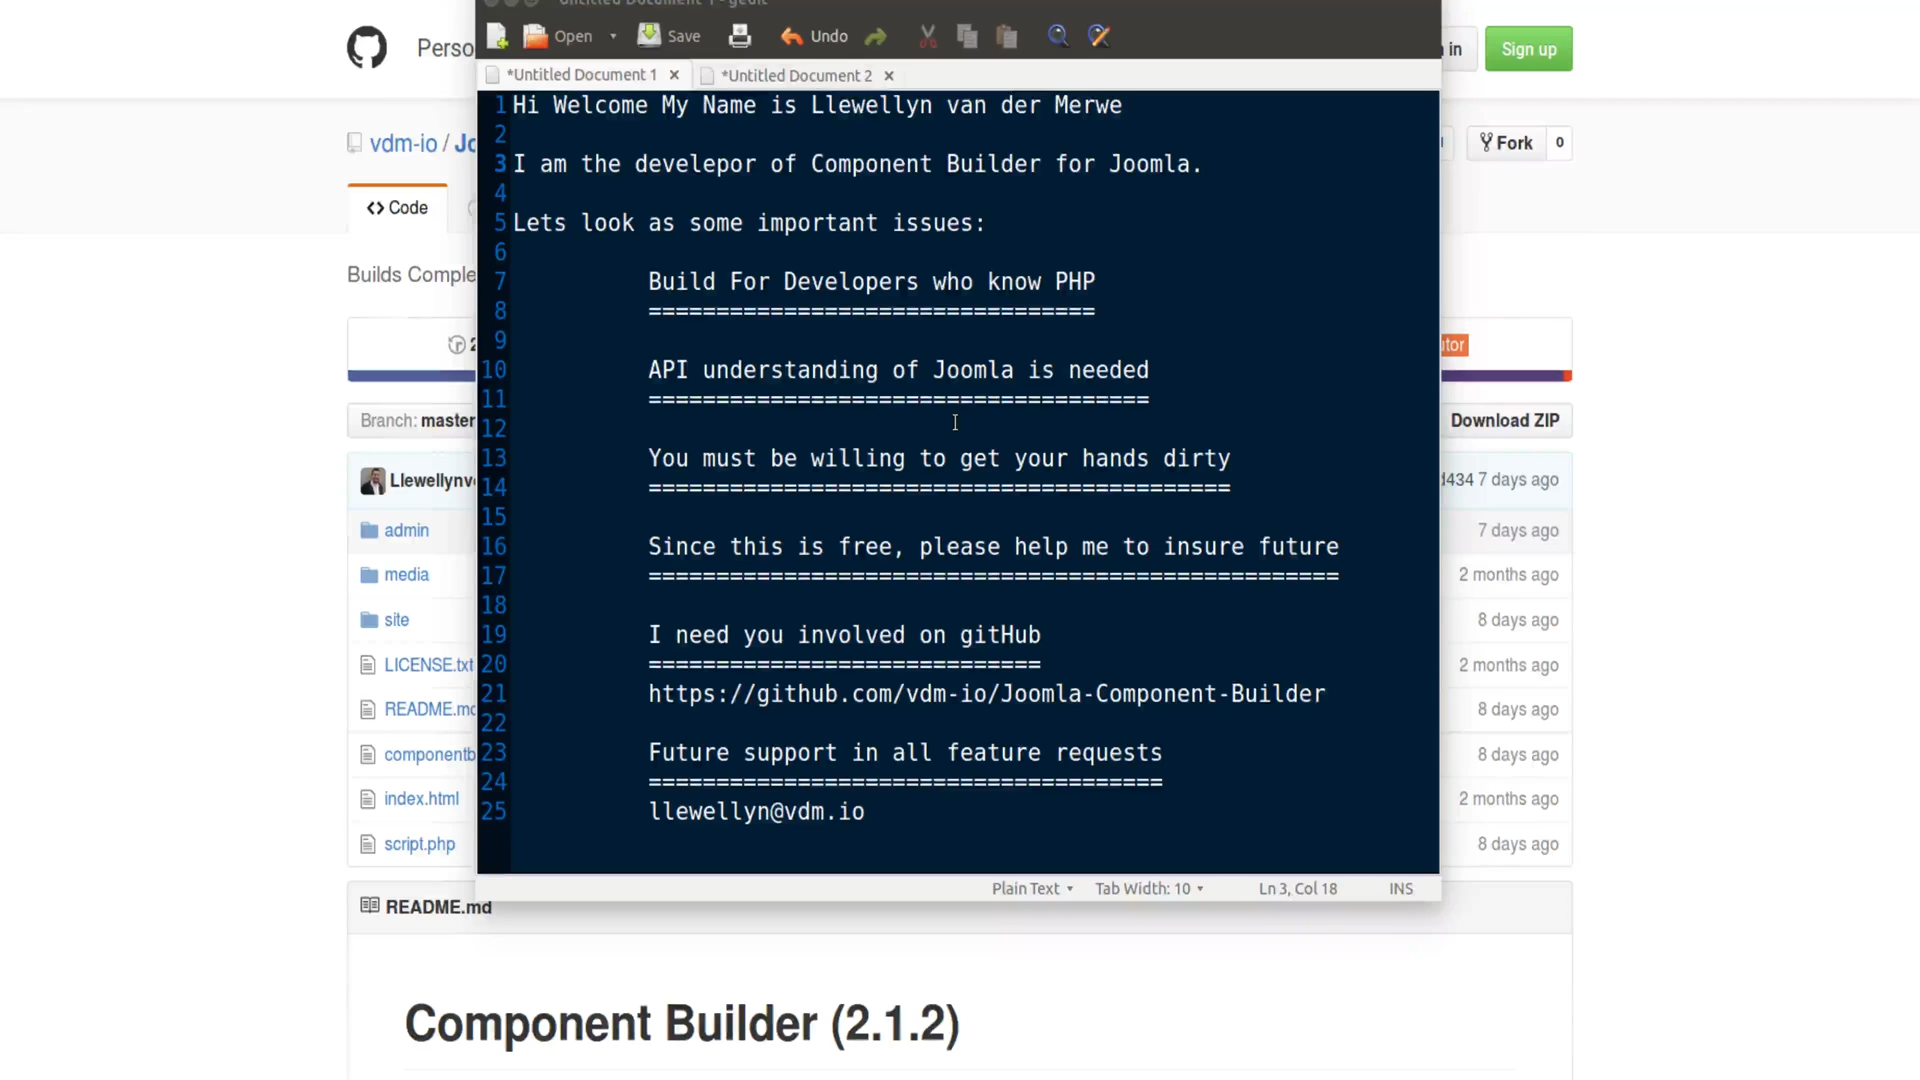 Perso
in
Sign up
Open
Save
Undo
*Untitled Document 1
*Untitled Document 2
vdm-io /
Fork 0
Code
Builds Comple
Branch: master
Download ZIP
Llewellynv
d434 7 days ago
admin
7 days ago
media
2 months ago
site
8 days ago
LICENSE.txt
2 months ago
README.md
8 days ago
componentb
8 days ago
index.html
2 months ago
script.php
8 days ago
1 Hi Welcome My Name is Llewellyn van der Merwe
2
3 I am the develepor of Component Builder for Joomla.
4
5 Lets look as some important issues:
6
7 Build For Developers who know PHP
8 =================================
9
10 API understanding of Joomla is needed
11 =====================================
12
13 You must be willing to get your hands dirty
14 ===========================================
15
16 Since this is free, please help me to insure future
17 ===================================================
18
19 I need you involved on gitHub
20 =============================
21 https://github.com/vdm-io/Joomla-Component-Builder
22
23 Future support in all feature requests
24 ======================================
25 llewellyn@vdm.io
Plain Text
Tab Width: 10
Ln 3, Col 18
INS
README.md
Component Builder (2.1.2)